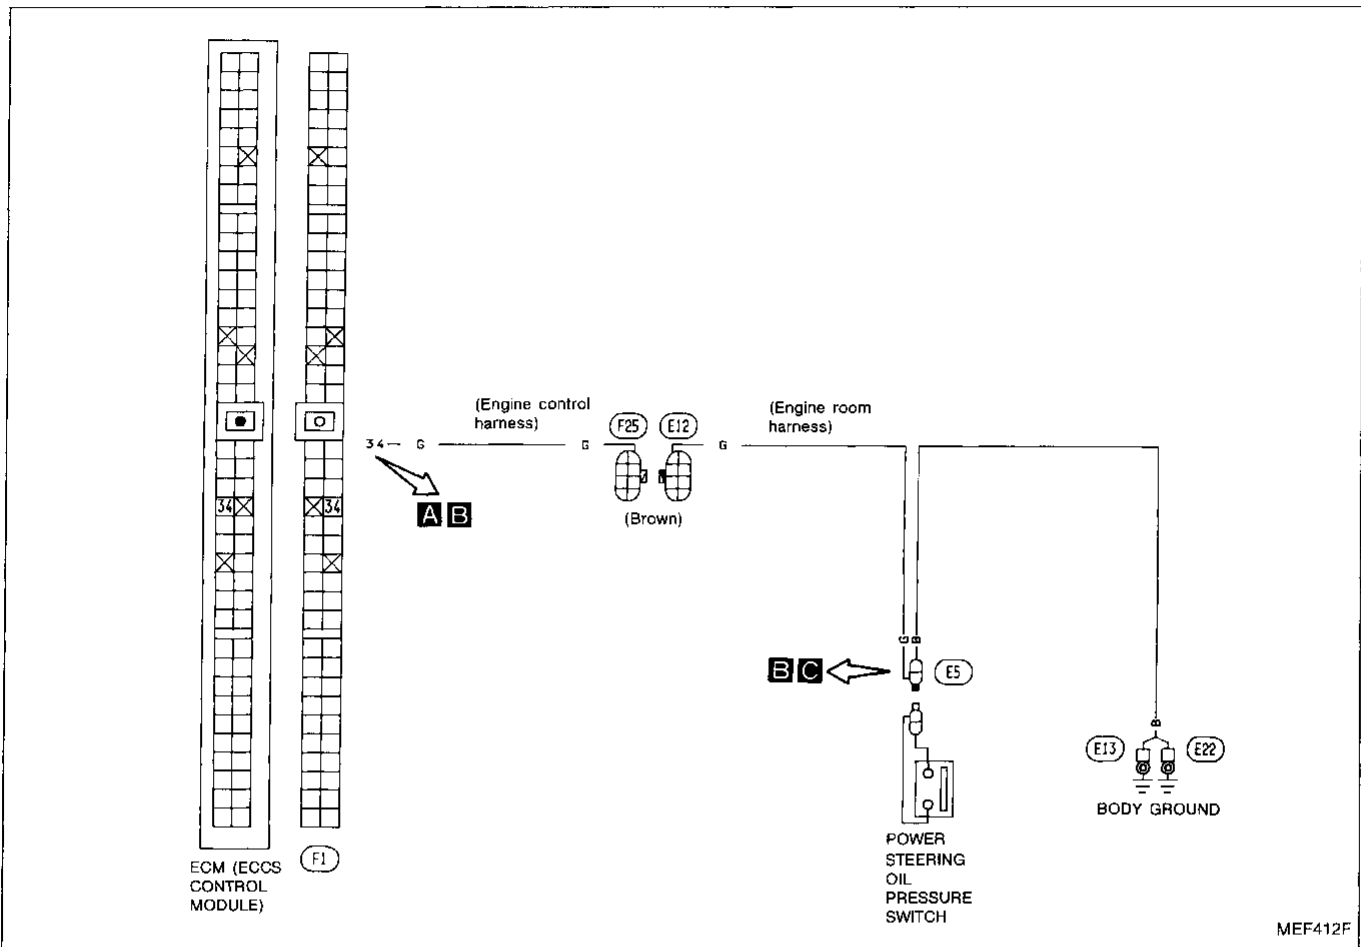 (Engine control
harness)
F25
E12
(Engine room
harness)
34
G
G
G
(Brown)
A B
34
34
G
B
B C
E5
B
E13
E22
BODY GROUND
POWER
STEERING
OIL
PRESSURE
SWITCH
ECM (ECCS
CONTROL
MODULE)
F1
MEF412F